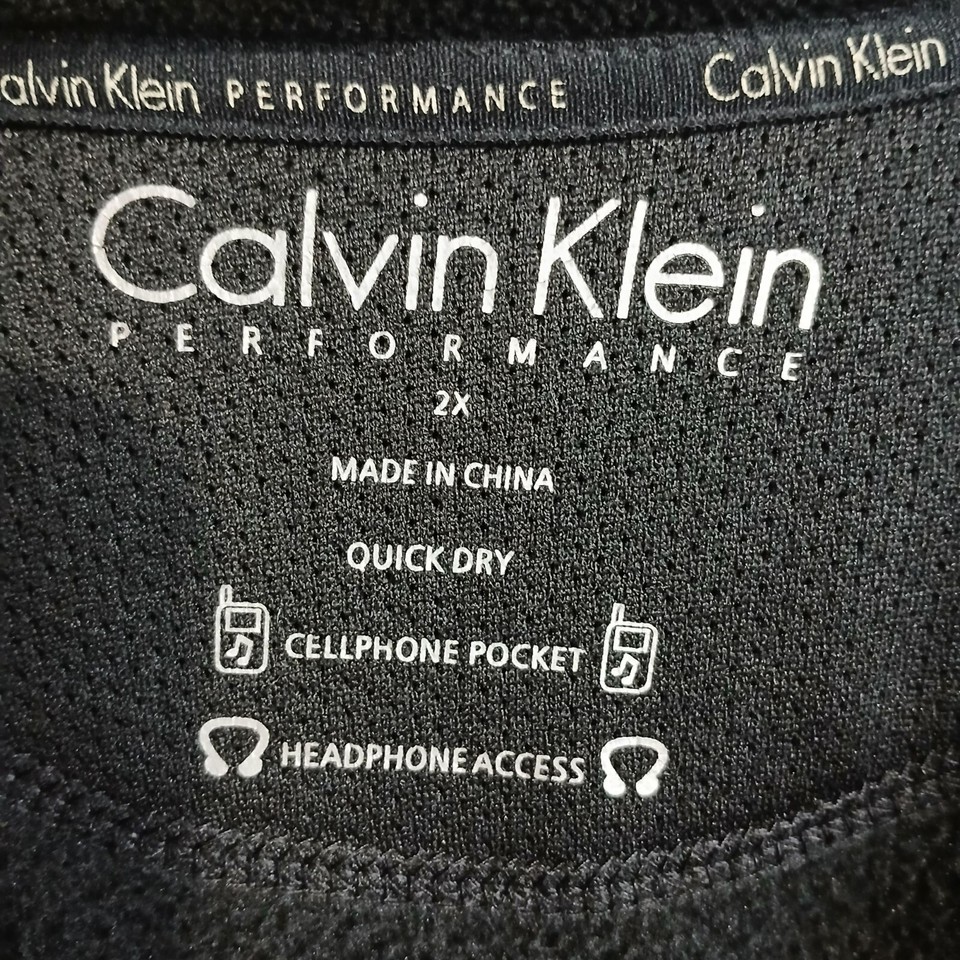 alvin Klein PERFORMANCE Calvin Klein
Calvin Klein
PERFORMANCE
2X
MADE IN CHINA
QUICK DRY
CELLPHONE POCKET
HEADPHONE ACCESS